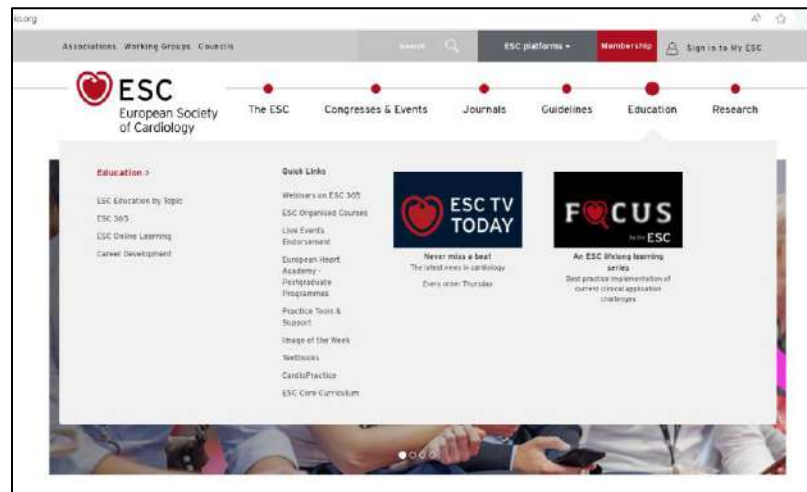 io.org
Associations Working Groups Councils
Search
ESC platforms
Membership
Sign in to My ESC
ESC
European Society
of Cardiology
The ESC
Congresses & Events
Journals
Guidelines
Education
Research
Education >
ESC Education by Topic
ESC 365
ESC Online Learning
Career Development
Quick Links
Webinars on ESC 365
ESC Organised Courses
Live Events
Endorsement
European Heart
Academy -
Postgraduate
Programmes
Practice Tools &
Support
Image of the Week
Textbooks
CardioPractice
ESC Core Curriculum
ESC TV
TODAY
Never miss a beat
The latest news in cardiology
Every other Thursday
FOCUS
by the ESC
An ESC lifelong learning
series
Best practice implementation of
current clinical application
challenges